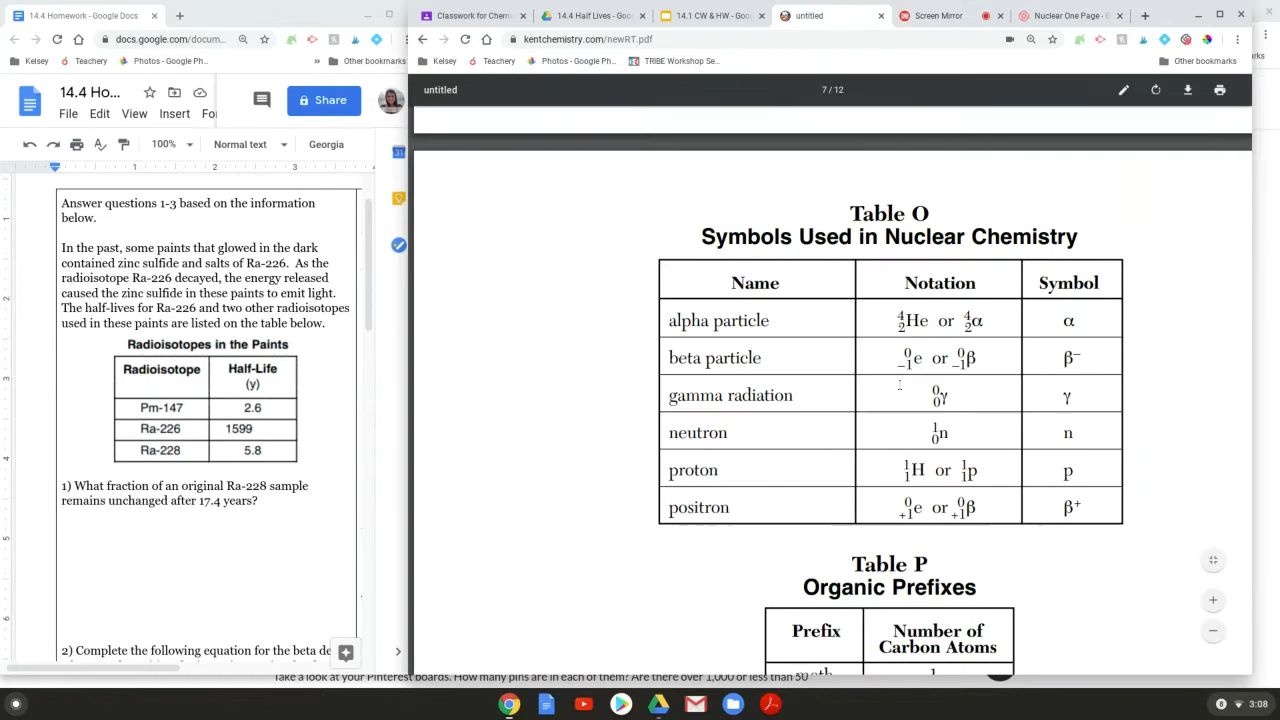 14.4 Homework - Google Docs
Classwork for Chemi
14.4 Half Lives - Goog
14.1 CW & HW - Goog
untitled
Screen Mirror
Nuclear One Page - G
docs.google.com/docum...
kentchemistry.com/newRT.pdf
Kelsey
Teachery
Photos - Google Ph...
»
Other bookmarks
Kelsey
Teachery
Photos - Google Ph...
TRIBE Workshop Se...
Other bookmarks
14.4 Ho...
Share
File Edit View Insert Fo
100%
Normal text
Georgia
untitled
7 / 12
Answer questions 1-3 based on the information
below.
In the past, some paints that glowed in the dark
contained zinc sulfide and salts of Ra-226. As the
radioisotope Ra-226 decayed, the energy released
caused the zinc sulfide in these paints to emit light.
The half-lives for Ra-226 and two other radioisotopes
used in these paints are listed on the table below.
Radioisotopes in the Paints
Radioisotope Half-Life
(y)
Pm-147 2.6
Ra-226 1599
Ra-228 5.8
1) What fraction of an original Ra-228 sample
remains unchanged after 17.4 years?
2) Complete the following equation for the beta de
Table O
Symbols Used in Nuclear Chemistry
Name Notation Symbol
alpha particle ⁴₂He or ⁴₂α α
beta particle ⁰₋₁e or ⁰₋₁β β⁻
gamma radiation ⁰₀γ γ
neutron ¹₀n n
proton ¹₁H or ¹₁p p
positron ⁰₊₁e or ⁰₊₁β β⁺
Table P
Organic Prefixes
Prefix Number of
Carbon Atoms
Take a look at your Pinterest boards. How many pins are in each of them? Are there over 1,000 or less than 50
8
3:08